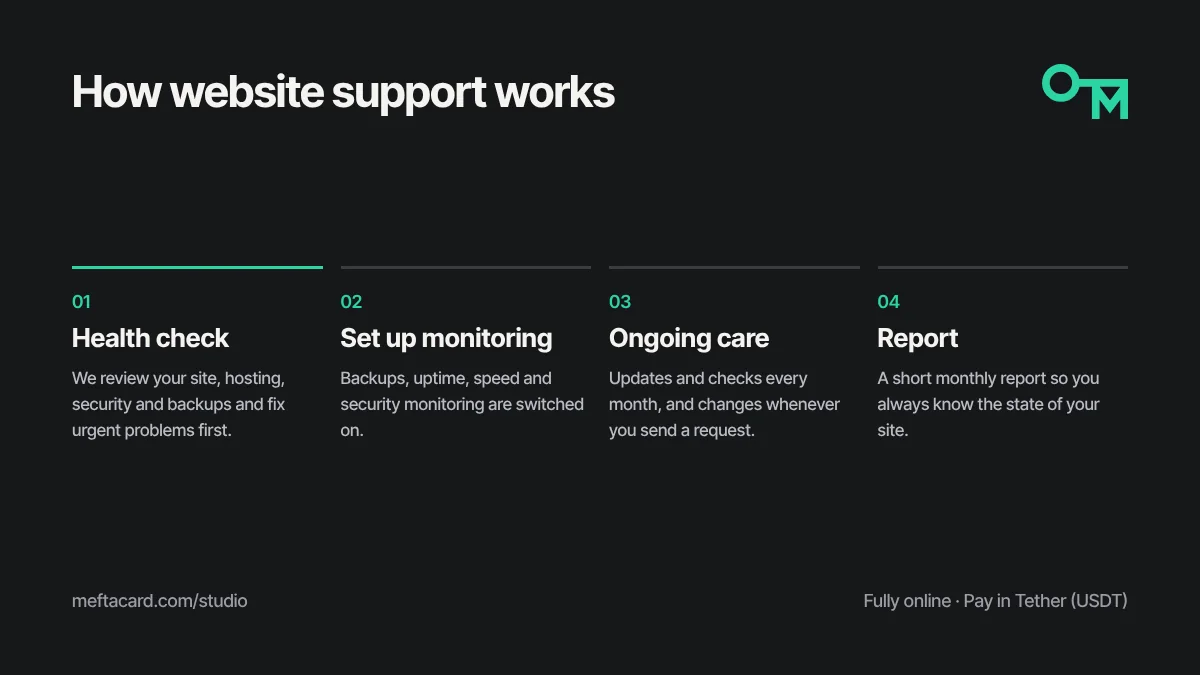 How website support works
01
Health check
We review your site, hosting,
security and backups and fix
urgent problems first.
02
Set up monitoring
Backups, uptime, speed and
security monitoring are switched
on.
03
Ongoing care
Updates and checks every
month, and changes whenever
you send a request.
04
Report
A short monthly report so you
always know the state of your
site.
meftacard.com/studio
Fully online · Pay in Tether (USDT)